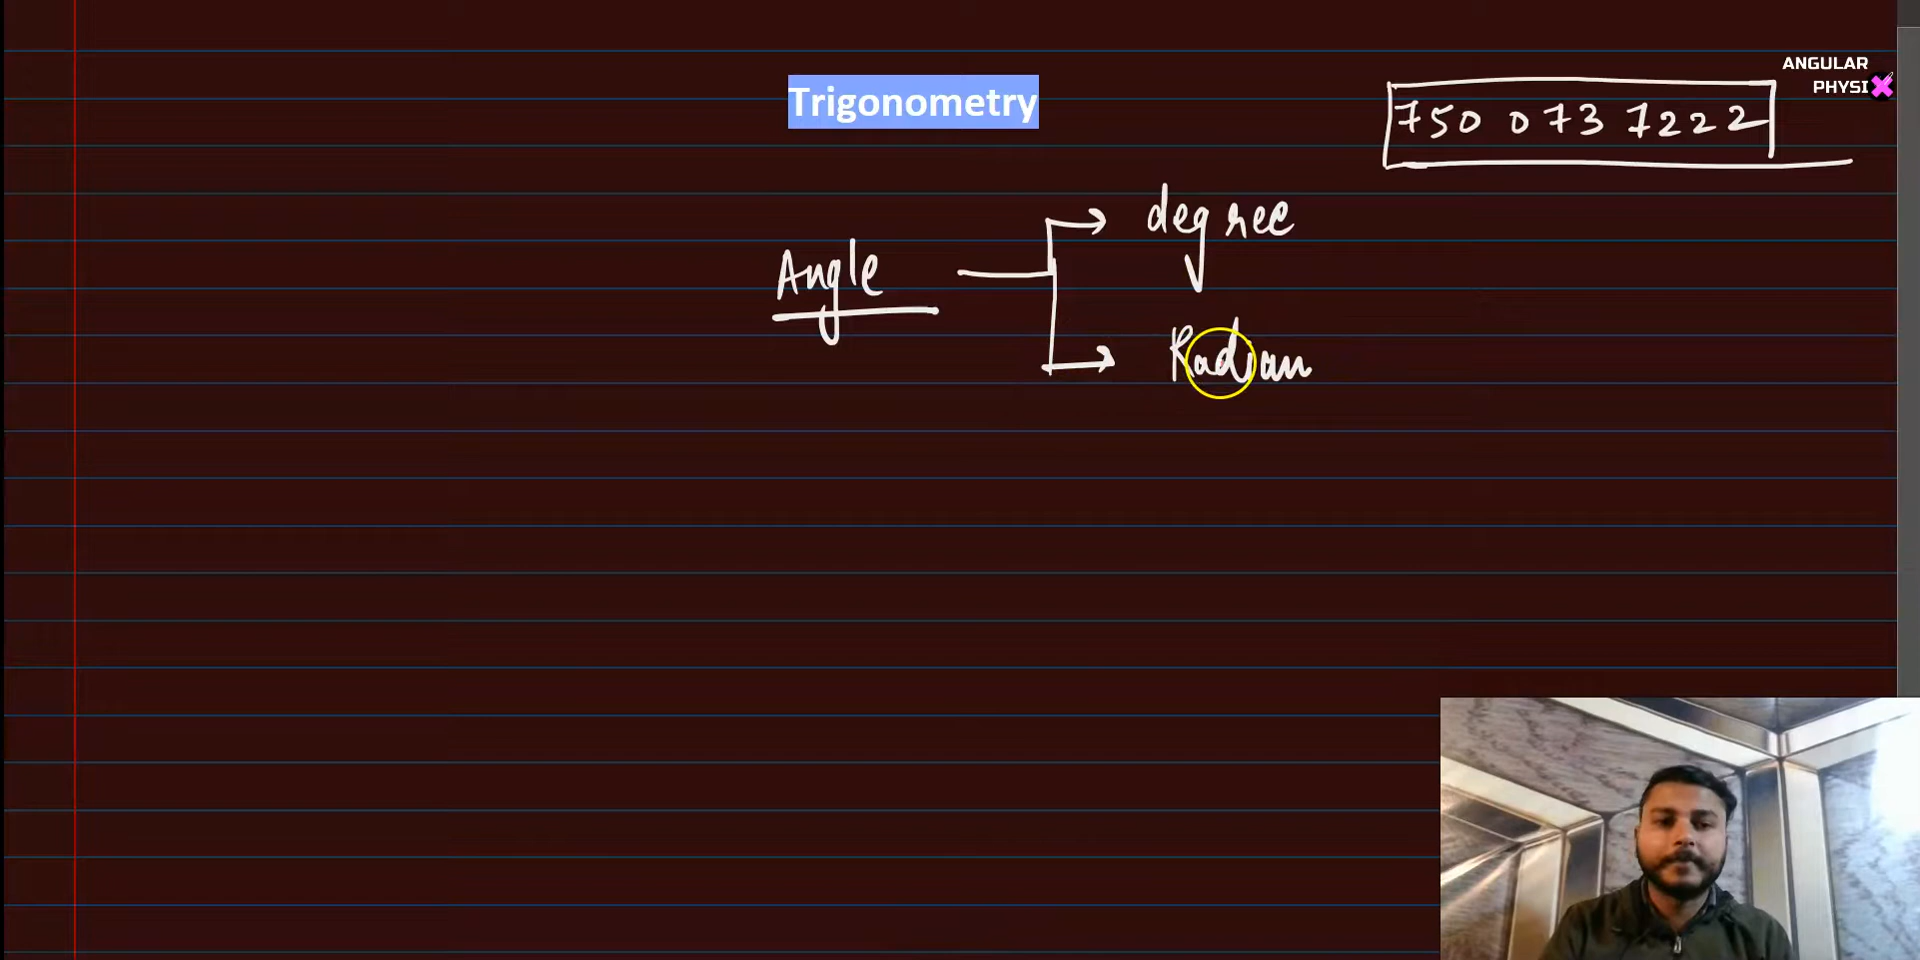 Trigonometry
ANGULAR
PHYSI X
750 073 7222
degree
Angle
Radian